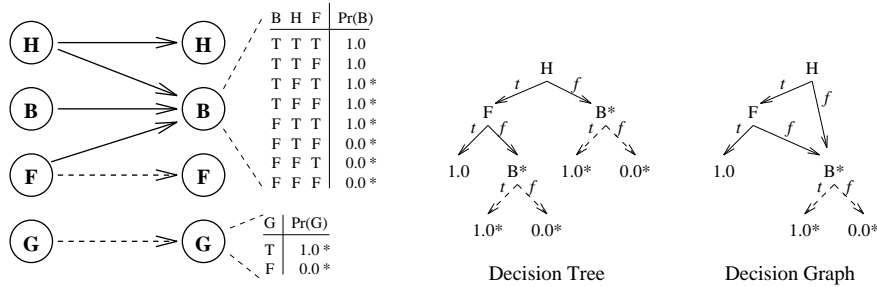 H H
B B
F F
G G
B H F Pr(B)
T T T 1.0
T T F 1.0
T F T 1.0 *
T F F 1.0 *
F T T 1.0 *
F T F 0.0 *
F F T 0.0 *
F F F 0.0 *
G Pr(G)
T 1.0 *
F 0.0 *
H
t f
F B*
t f t f
1.0 B* 1.0* 0.0*
t f
1.0* 0.0*
Decision Tree
H
t f
F
t f
1.0 B*
t f
1.0* 0.0*
Decision Graph